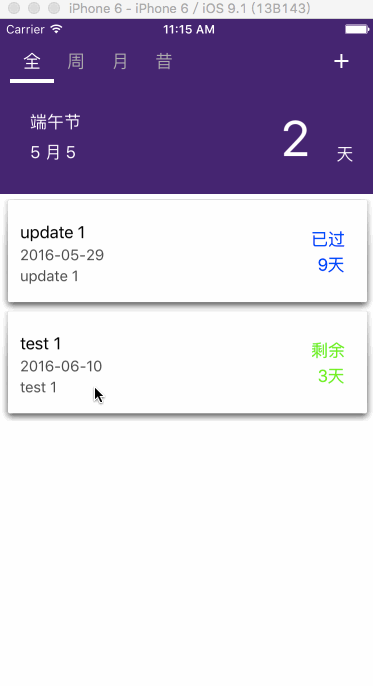 iPhone 6 - iPhone 6 / iOS 9.1 (13B143)
Carrier 11:15 AM
全 周 月 昔 +
端午节
5 月 5
2 天
update 1
2016-05-29
update 1
已过
9天
test 1
2016-06-10
test 1
剩余
3天